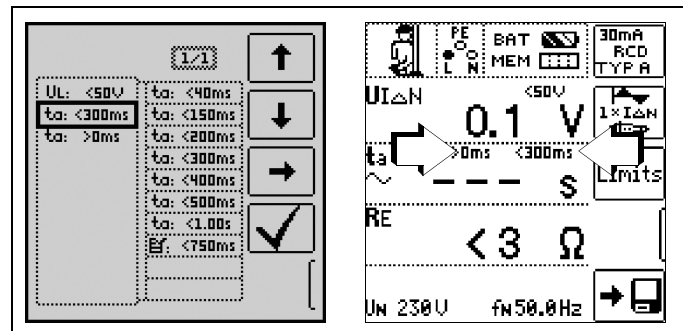 (1/1)
UL: <50V
ta: <300ms
ta: >0ms
ta: <40ms
ta: <150ms
ta: <200ms
ta: <300ms
ta: <400ms
ta: <500ms
ta: <1.00s
: <750ms
PE
L N
BAT
MEM
30mA
RCD
TYP A
UI△N
<50V
0.1 V
1×I△N
ta
>0ms <300ms
~ --- s
Limits
RE
<3 Ω
UN 230V fN50.0Hz